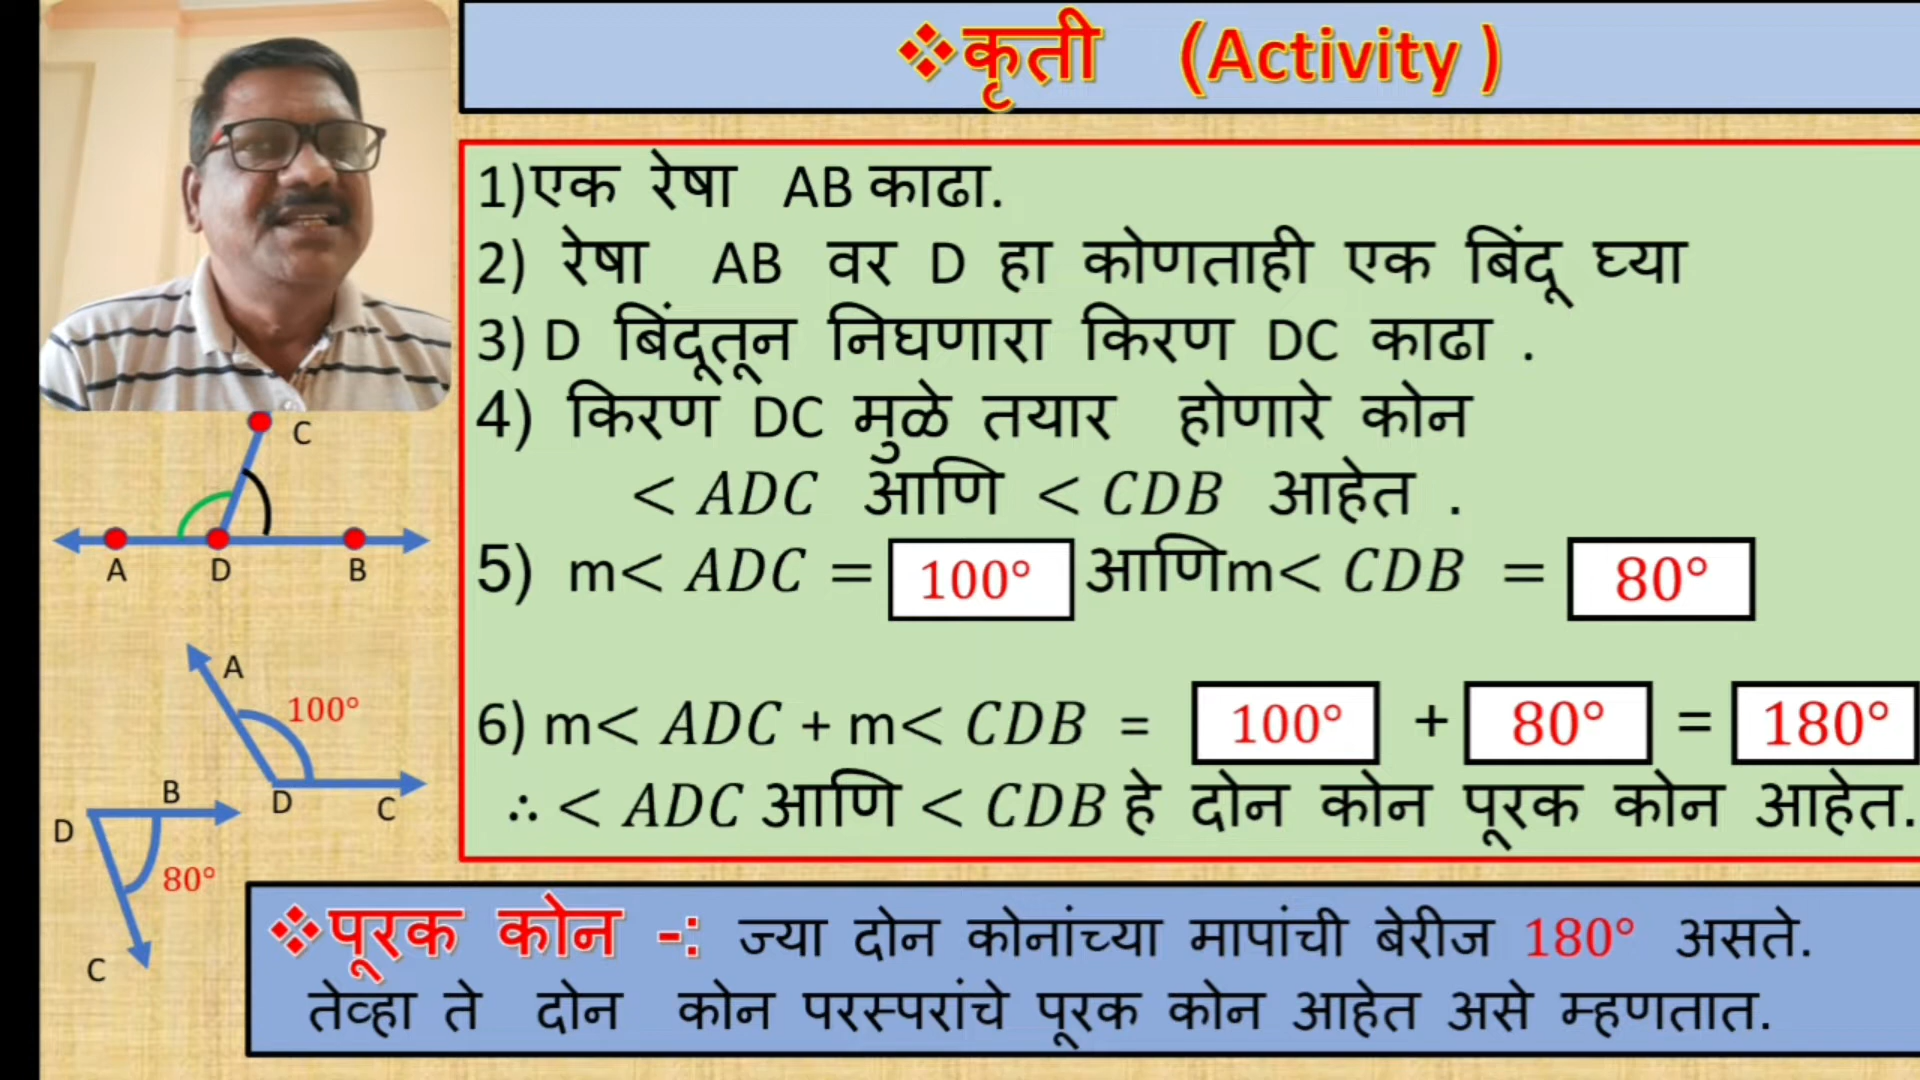 ❖कृती (Activity )
1)एक रेषा AB काढा.
2) रेषा AB वर D हा कोणताही एक बिंदू घ्या
3) D बिंदूतून निघणारा किरण DC काढा .
4) किरण DC मुळे तयार होणारे कोन
< ADC आणि < CDB आहेत .
5) m< ADC = 100° आणिm< CDB = 80°
6) m< ADC + m< CDB = 100° + 80° = 180°
∴ < ADC आणि < CDB हे दोन कोन पूरक कोन आहेत.
C
A D B
A
100°
D C
B
D
80°
C
❖पूरक कोन -: ज्या दोन कोनांच्या मापांची बेरीज 180° असते.
तेव्हा ते दोन कोन परस्परांचे पूरक कोन आहेत असे म्हणतात.